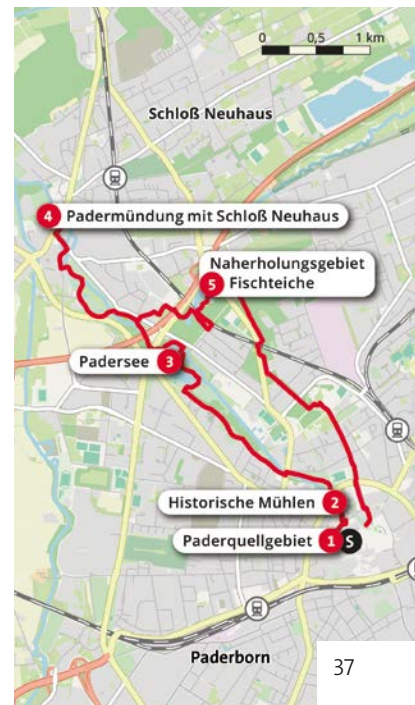 0 0,5 1 km
Schloß Neuhaus
4 Padermündung mit Schloß Neuhaus
Naherholungsgebiet
5 Fischteiche
Padersee 3
Historische Mühlen 2
Paderquellgebiet 1 S
Paderborn
37